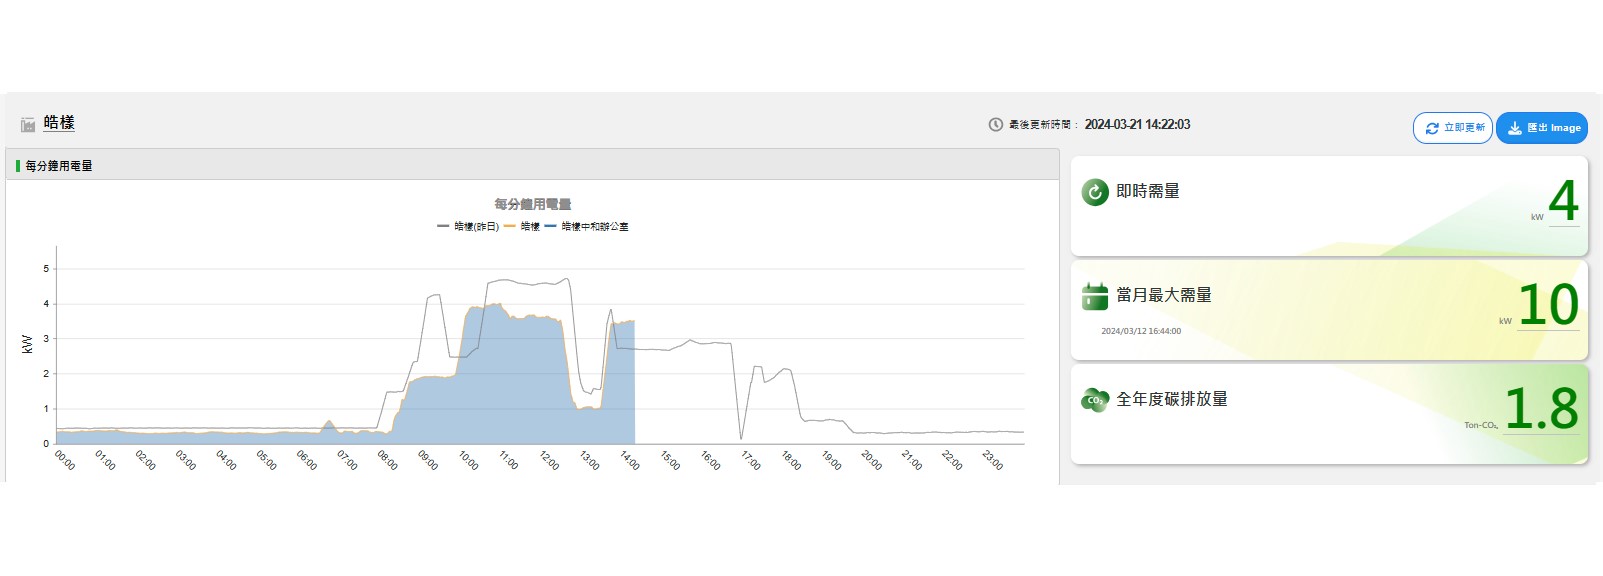 皓樣
最後更新時間： 2024-03-21 14:22:03
立即更新
匯出 Image
每分鐘用電量
每分鐘用電量
皓樣(昨日) 皓樣 皓樣中和辦公室
kW
5
4
3
2
1
0
00:00 01:00 02:00 03:00 04:00 05:00 06:00 07:00 08:00 09:00 10:00 11:00 12:00 13:00 14:00 15:00 16:00 17:00 18:00 19:00 20:00 21:00 22:00 23:00
即時需量
kW 4
當月最大需量
kW 10
2024/03/12 16:44:00
CO₂
全年度碳排放量
Ton-CO₂e 1.8